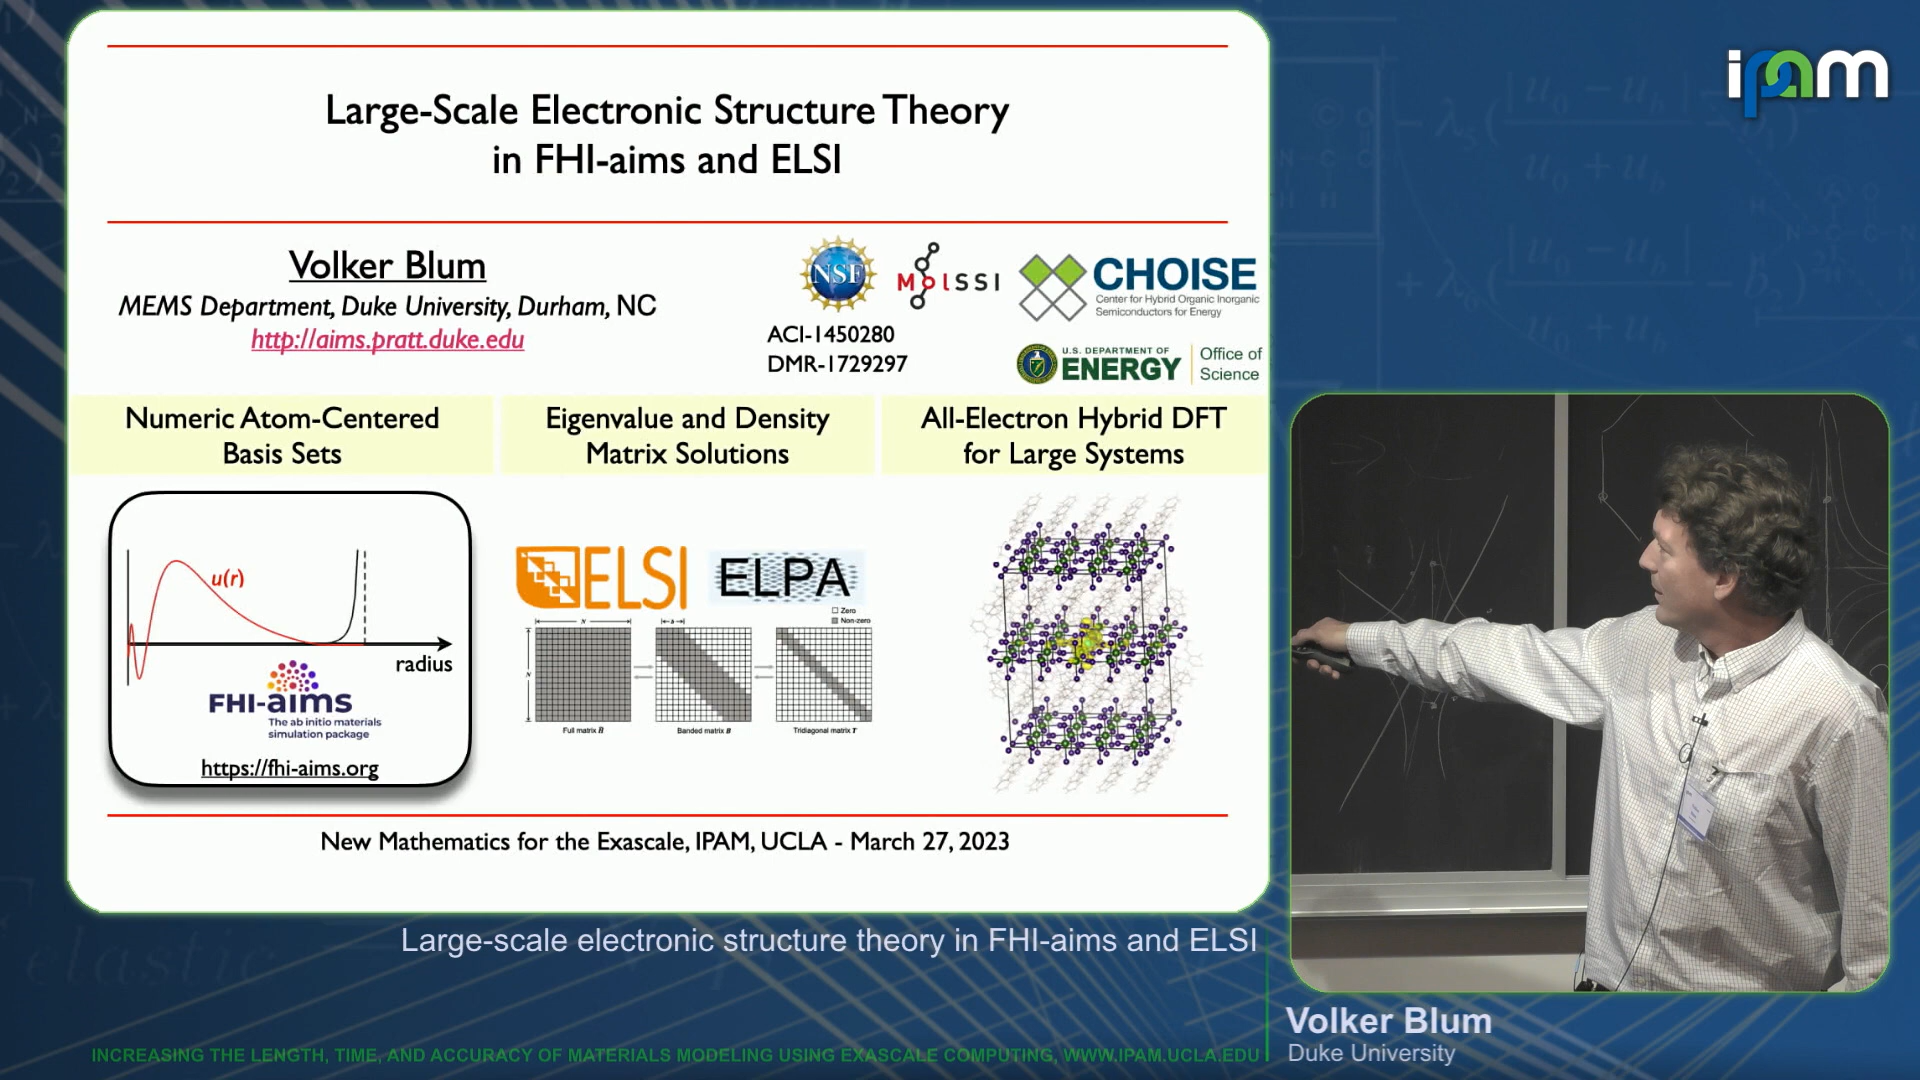 Large-Scale Electronic Structure Theory
in FHI-aims and ELSI
Volker Blum
MEMS Department, Duke University, Durham, NC
http://aims.pratt.duke.edu
NSF
MolSSI
CHOISE
Center for Hybrid Organic Inorganic
Semiconductors for Energy
ACI-1450280
DMR-1729297
U.S. DEPARTMENT OF
ENERGY
Office of
Science
Numeric Atom-Centered
Basis Sets
Eigenvalue and Density
Matrix Solutions
All-Electron Hybrid DFT
for Large Systems
u(r)
radius
FHI-aims
The ab initio materials
simulation package
https://fhi-aims.org
ELSI
ELPA
Zero
Non-zero
N
b
N
Full matrix
Banded matrix B
Tridiagonal matrix T
New Mathematics for the Exascale, IPAM, UCLA - March 27, 2023
ipam
Large-scale electronic structure theory in FHI-aims and ELSI
Volker Blum
Duke University
INCREASING THE LENGTH, TIME, AND ACCURACY OF MATERIALS MODELING USING EXASCALE COMPUTING, WWW.IPAM.UCLA.EDU
elastic